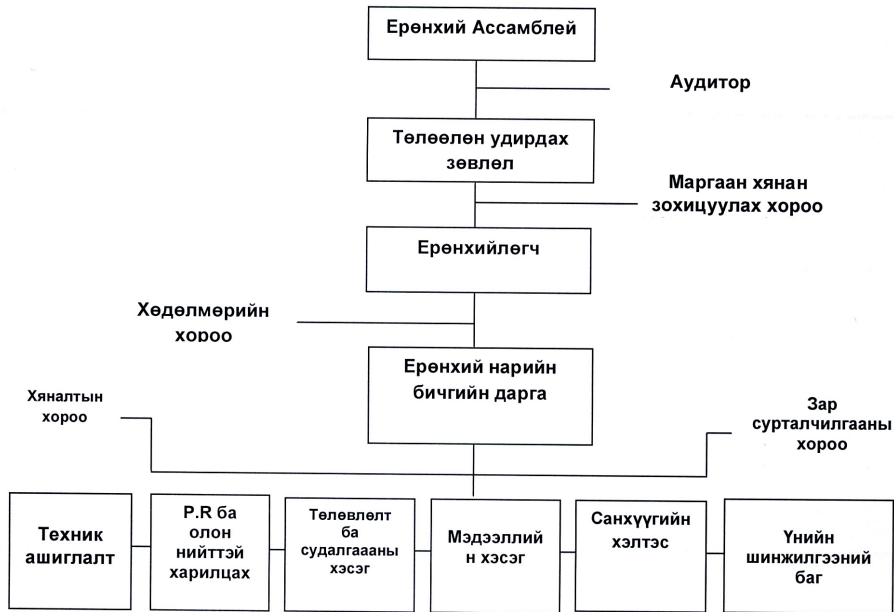 Ерөнхий Ассамблей
Аудитор
Төлөөлөн удирдах
зөвлөл
Маргаан хянан
зохицуулах хороо
Ерөнхийлөгч
Хөдөлмөрийн
хороо
Ерөнхий нарийн
бичгийн дарга
Хяналтын
хороо
Зар
сурталчилгааны
хороо
Техник
ашиглалт
P.R ба
олон
нийттэй
харилцах
Төлөвлөлт
ба
судалгаааны
хэсэг
Мэдээллий
н хэсэг
Санхүүгийн
хэлтэс
Үнийн
шинжилгээний
баг